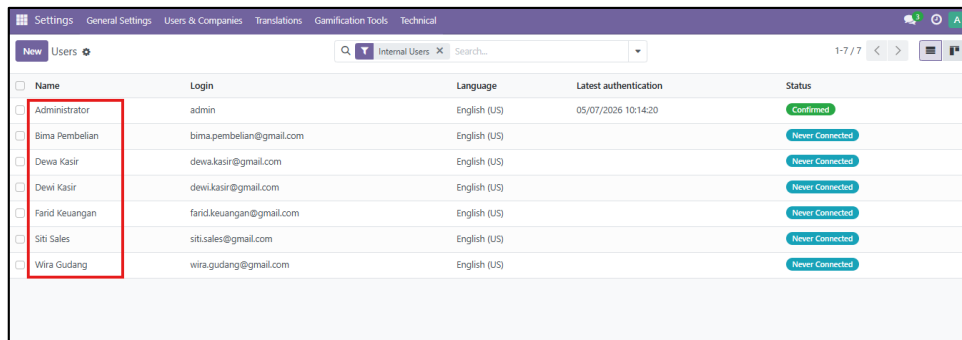 Settings General Settings Users & Companies Translations Gamification Tools Technical 3 A
New Users Internal Users × Search... 1-7 / 7
Name Login Language Latest authentication Status
Administrator admin English (US) 05/07/2026 10:14:20 Confirmed
Bima Pembelian bima.pembelian@gmail.com English (US) Never Connected
Dewa Kasir dewa.kasir@gmail.com English (US) Never Connected
Dewi Kasir dewi.kasir@gmail.com English (US) Never Connected
Farid Keuangan farid.keuangan@gmail.com English (US) Never Connected
Siti Sales siti.sales@gmail.com English (US) Never Connected
Wira Gudang wira.gudang@gmail.com English (US) Never Connected